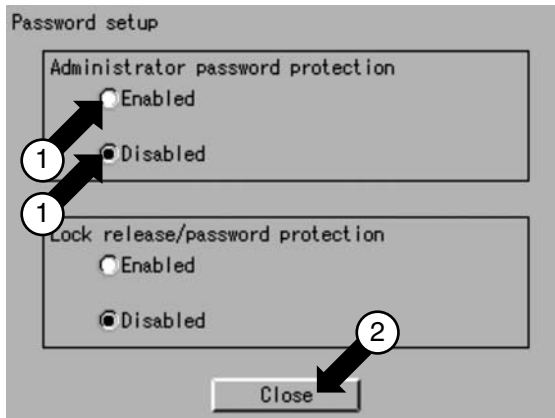 Password setup
Administrator password protection
Enabled
1
Disabled
1
Lock release/password protection
Enabled
Disabled
2
Close